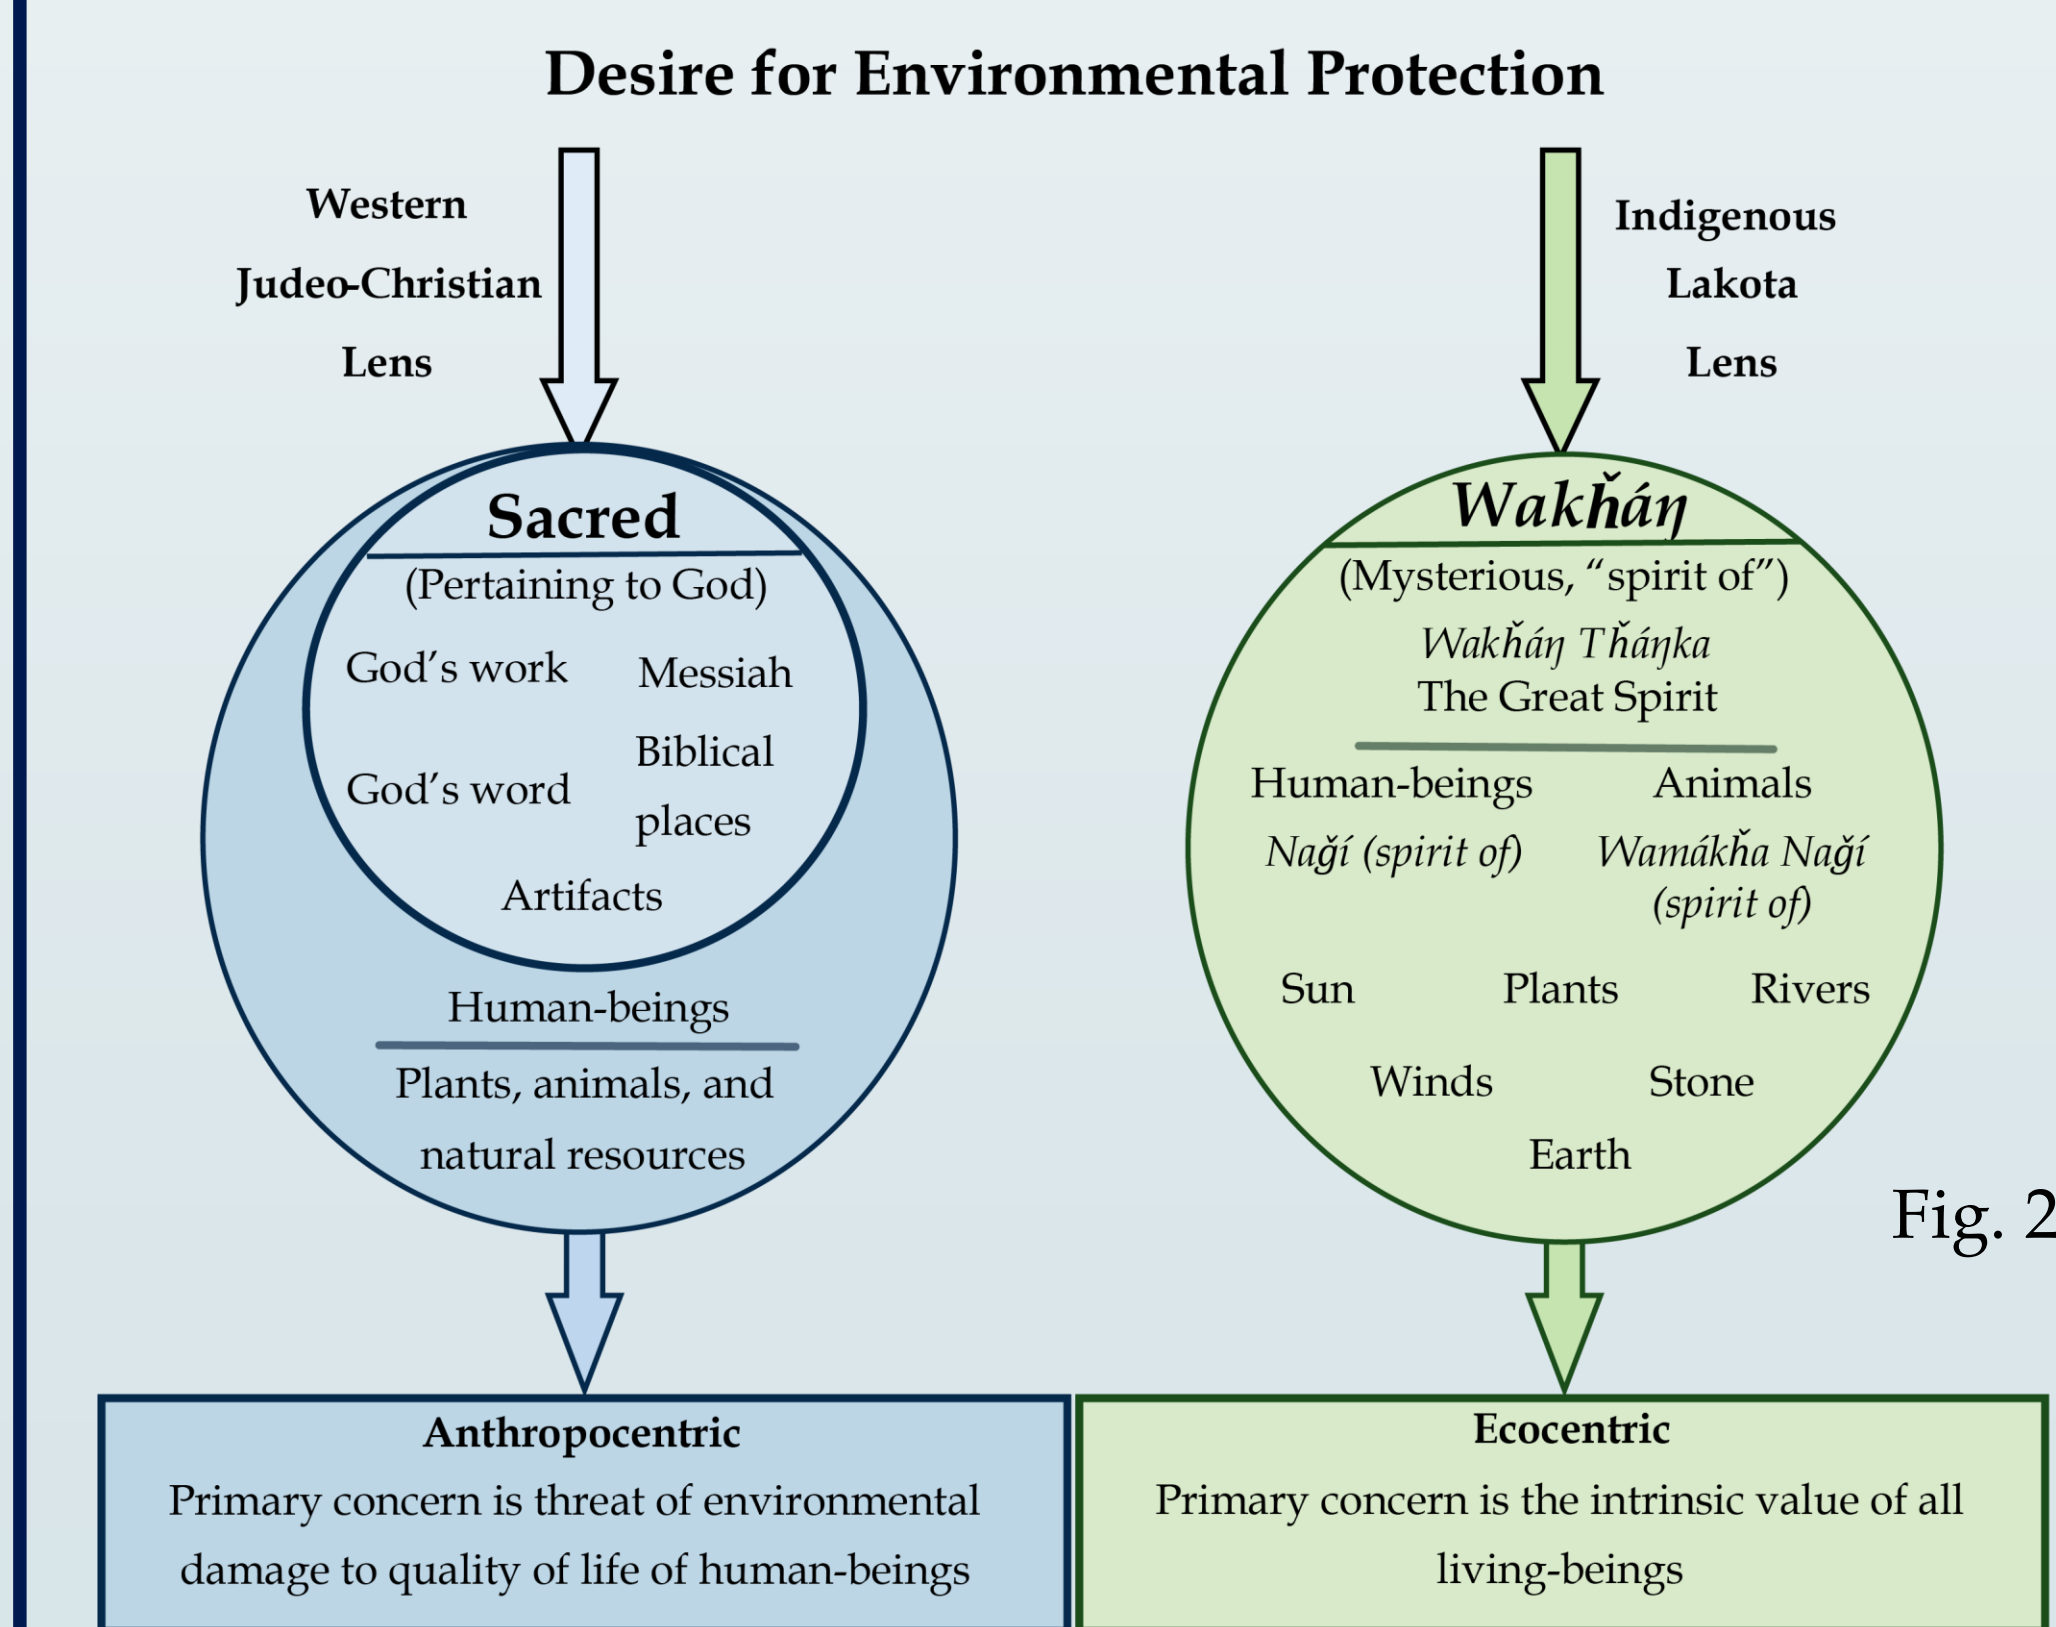 Desire for Environmental Protection
Western
Judeo-Christian
Lens
Sacred
(Pertaining to God)
God’s work
Messiah
God’s word
Biblical
places
Artifacts
Human-beings
Plants, animals, and
natural resources
Anthropocentric
Primary concern is threat of environmental
damage to quality of life of human-beings
Indigenous
Lakota
Lens
Wakȟáŋ
(Mysterious, “spirit of”)
Wakȟáŋ Tȟáŋka
The Great Spirit
Human-beings
Naǧí (spirit of)
Animals
Wamákȟa Naǧí
(spirit of)
Sun Plants Rivers
Winds Stone
Earth
Ecocentric
Primary concern is the intrinsic value of all
living-beings
Fig. 2